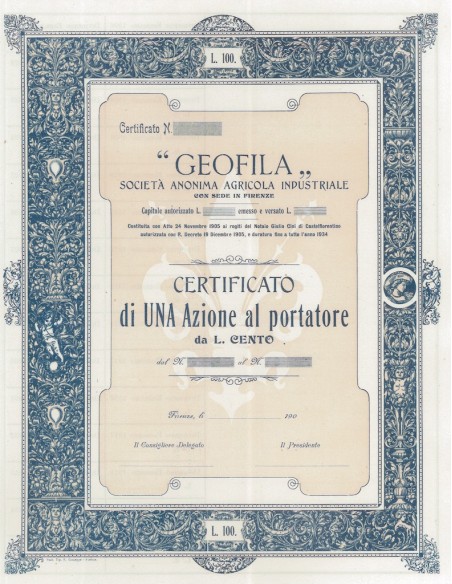 L. 100.
Certificato N.
"GEOFILA"
SOCIETÀ ANONIMA AGRICOLA INDUSTRIALE
CON SEDE IN FIRENZE
Capitale autorizzato L. emesso e versato L.
Costituita con Atto 24 Novembre 1905 ai rogiti del Notaio Giulio Cini di Castelfiorentino
autorizzata con R. Decreto 19 Dicembre 1905, e duratura fino a tutto l'anno 1934
CERTIFICATO
di UNA Azione al portatore
da L. CENTO
dal N. al N.
Firenze, li 190
Il Consigliere Delegato Il Presidente
L. 100.